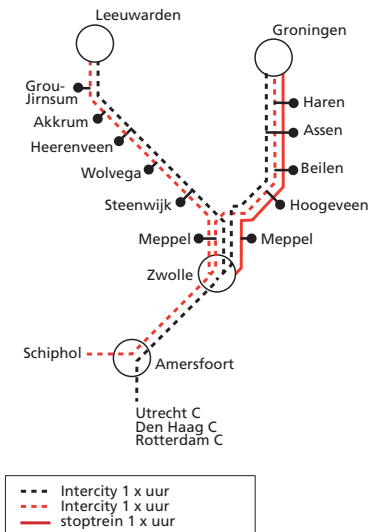 Leeuwarden
Groningen
Grou-
Jirnsum
Akkrum
Heerenveen
Wolvega
Steenwijk
Meppel
Zwolle
Haren
Assen
Beilen
Hoogeveen
Meppel
Schiphol
Amersfoort
Utrecht C
Den Haag C
Rotterdam C
Intercity 1 x uur
Intercity 1 x uur
stoptrein 1 x uur